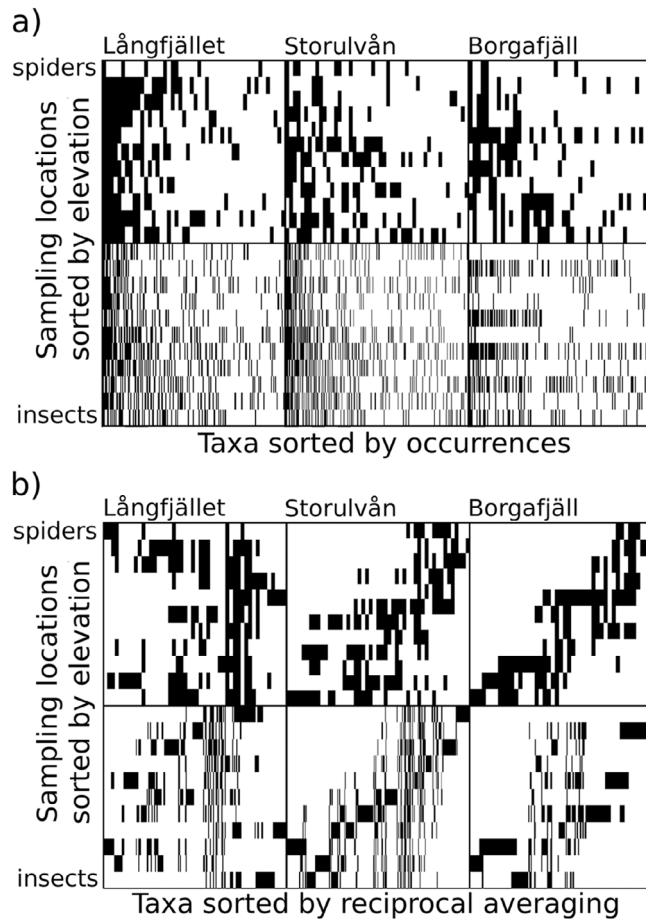 a)
Långfjället Storulvån Borgafjäll
spiders
Sampling locations
sorted by elevation
insects
Taxa sorted by occurrences
b)
Långfjället Storulvån Borgafjäll
spiders
Sampling locations
sorted by elevation
insects
Taxa sorted by reciprocal averaging